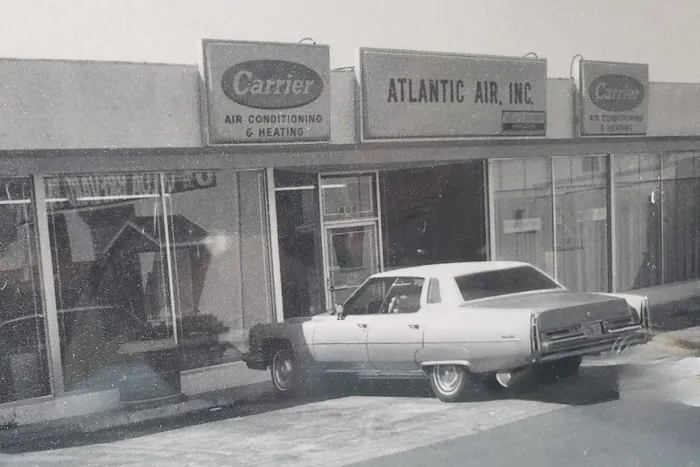 Carrier
AIR CONDITIONING
& HEATING
ATLANTIC AIR, INC.
Carrier
AIR CONDITIONING
& HEATING